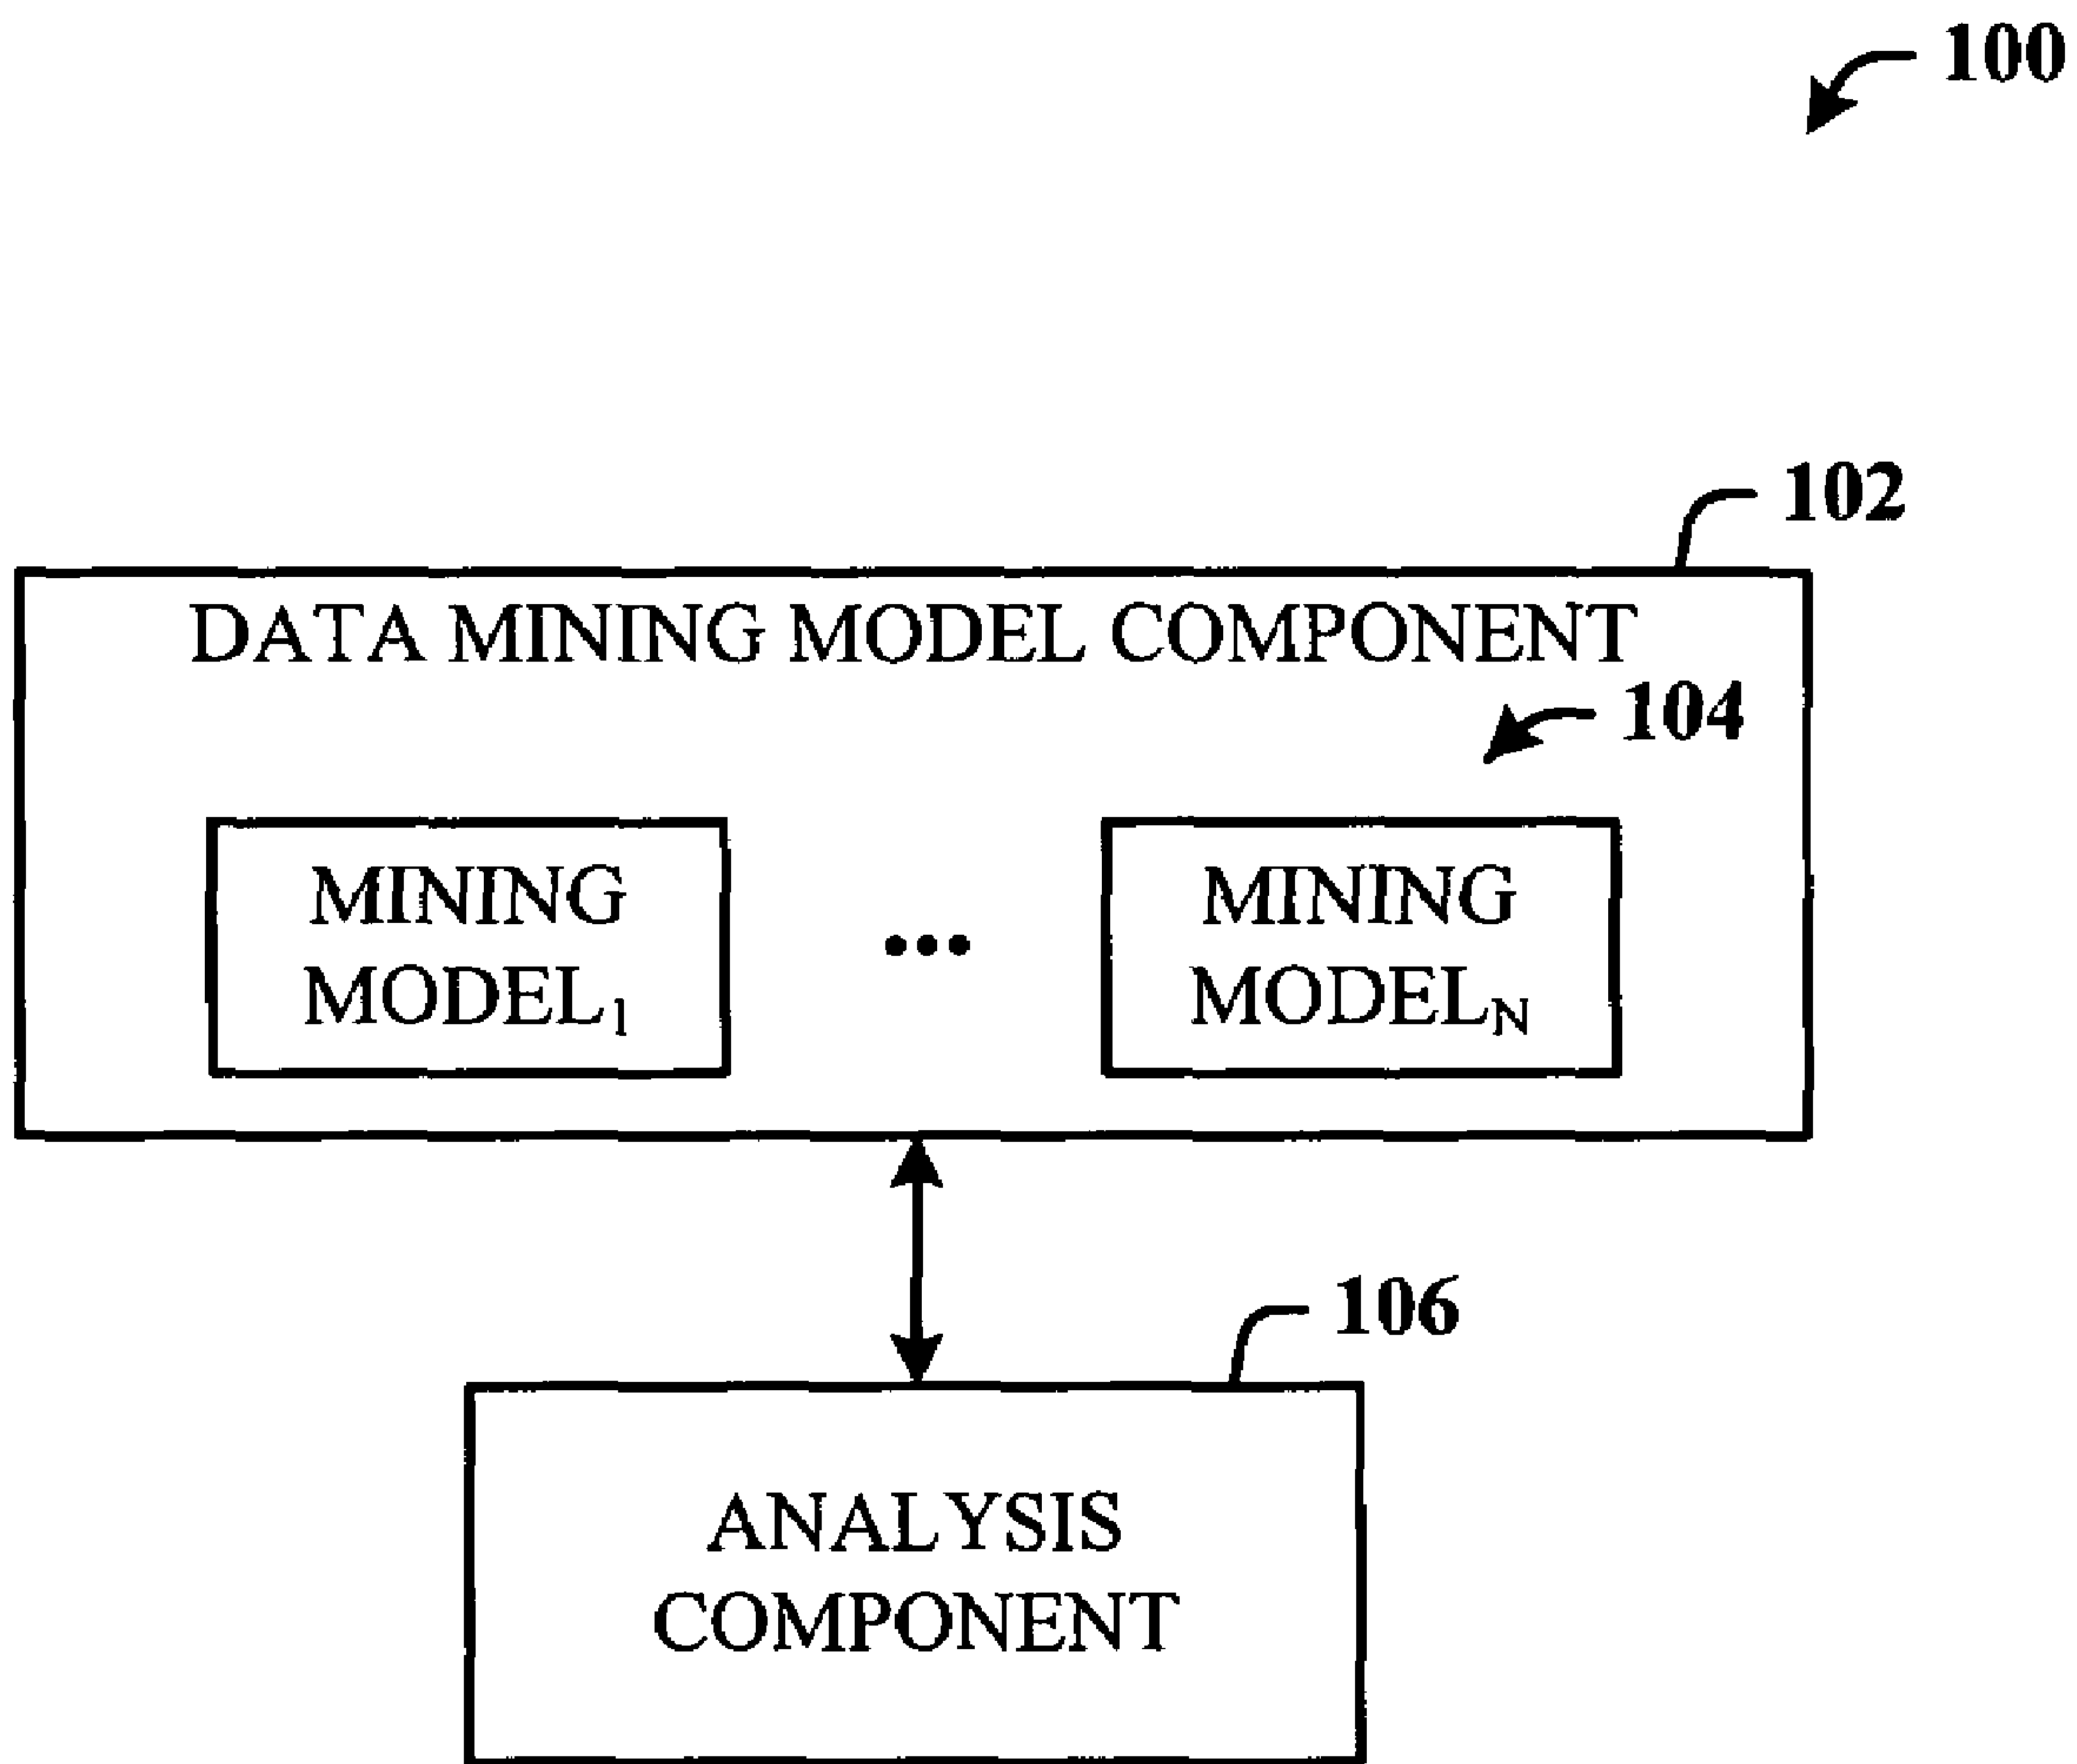 100
102
DATA MINING MODEL COMPONENT
104
MINING
MODEL₁
•••
MINING
MODELN
106
ANALYSIS
COMPONENT